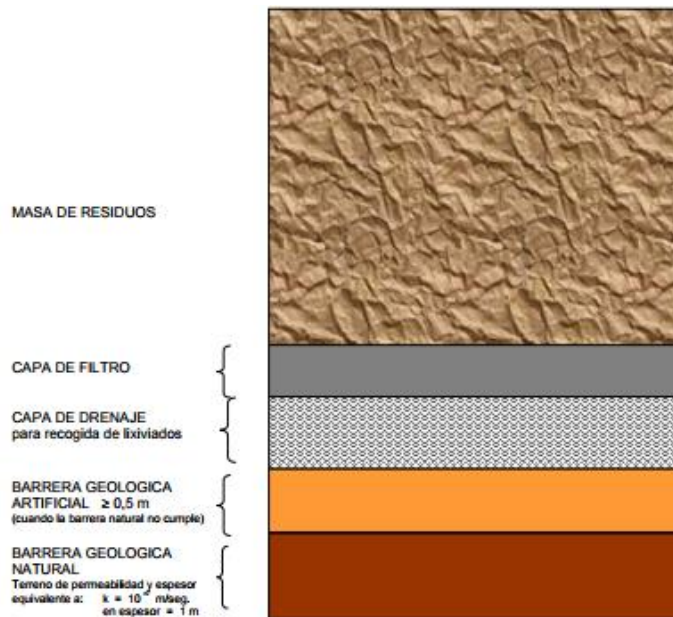 MASA DE RESIDUOS
CAPA DE FILTRO
CAPA DE DRENAJE
para recogida de lixiviados
BARRERA GEOLOGICA
ARTIFICIAL ≥ 0,5 m
(cuando la barrera natural no cumple)
BARRERA GEOLOGICA
NATURAL
Terreno de permeabilidad y espesor
equivalente a: k = 10 m/seg.
en espesor = 1 m